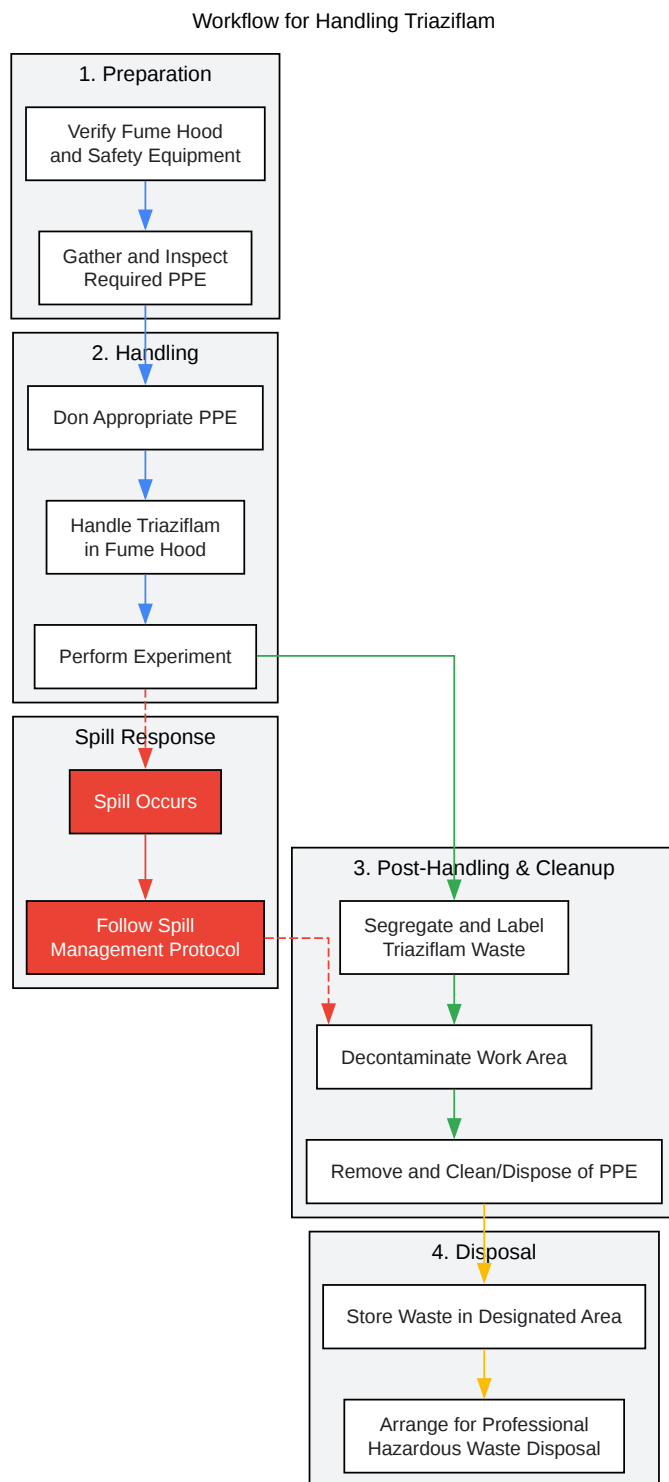 Workflow for Handling Triaziflam
1. Preparation
Verify Fume Hood
and Safety Equipment
Gather and Inspect
Required PPE
2. Handling
Don Appropriate PPE
Handle Triaziflam
in Fume Hood
Perform Experiment
Spill Response
Spill Occurs
Follow Spill
Management Protocol
3. Post-Handling & Cleanup
Segregate and Label
Triaziflam Waste
Decontaminate Work Area
Remove and Clean/Dispose of PPE
4. Disposal
Store Waste in Designated Area
Arrange for Professional
Hazardous Waste Disposal